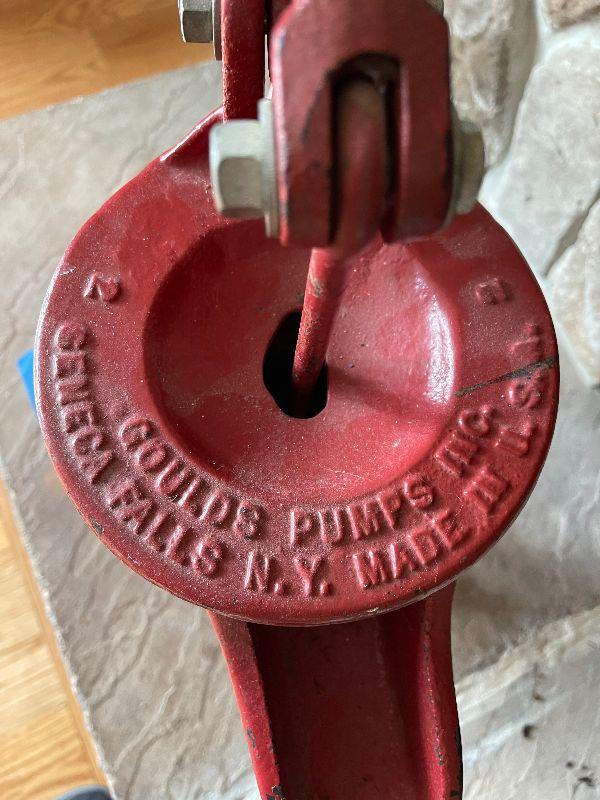 2
GOULDS PUMPS INC.
SENECA FALLS N.Y. MADE IN U.S.A.